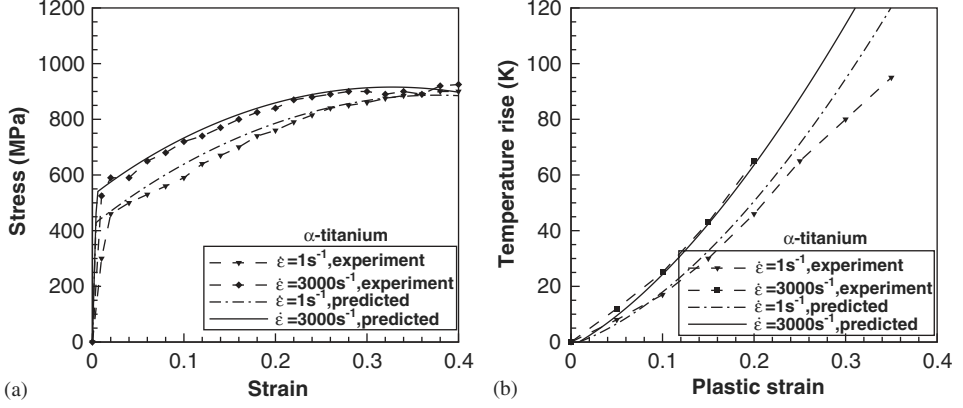 1200
1000
800
600
400
200
0
Stress (MPa)
α-titanium
ε̇=1s⁻¹,experiment
ε̇=3000s⁻¹,experiment
ε̇=1s⁻¹,predicted
ε̇=3000s⁻¹,predicted
0 0.1 0.2 0.3 0.4
Strain
(a)
120
100
80
60
40
20
0
Temperature rise (K)
α-titanium
ε̇=1s⁻¹,experiment
ε̇=3000s⁻¹,experiment
ε̇=1s⁻¹,predicted
ε̇=3000s⁻¹,predicted
0 0.1 0.2 0.3 0.4
Plastic strain
(b)